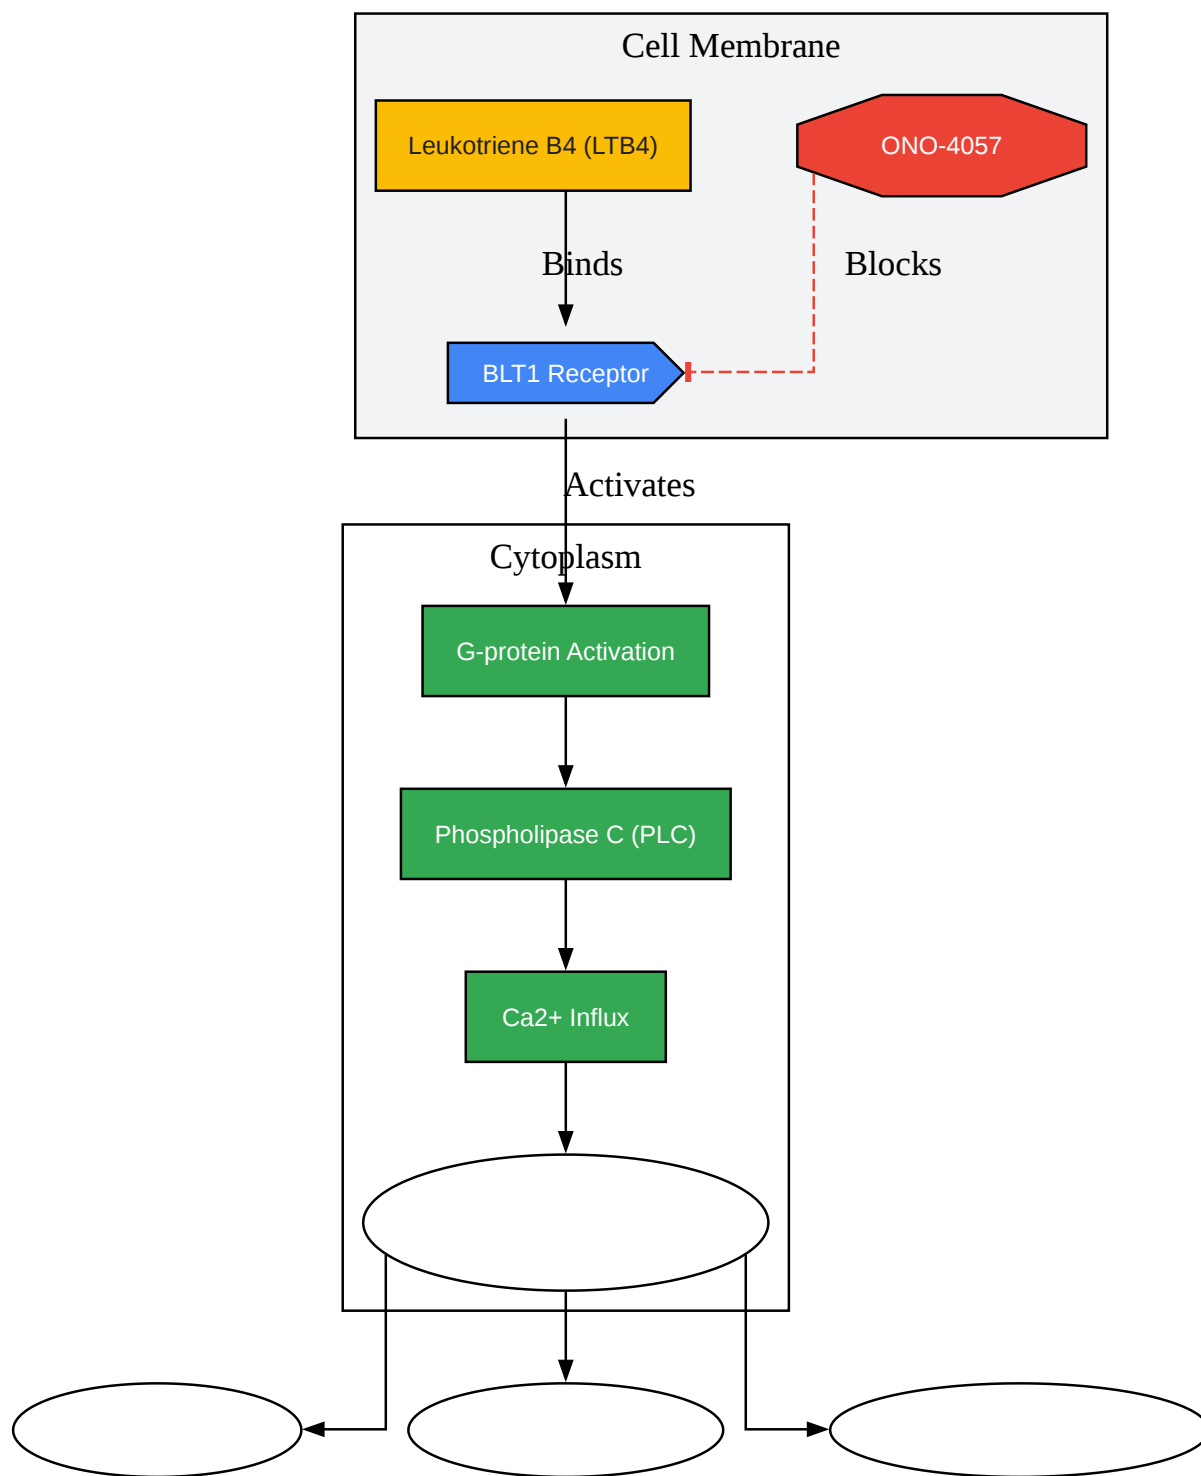 Cell Membrane
Leukotriene B4 (LTB4)
ONO-4057
Binds
Blocks
BLT1 Receptor
Activates
Cytoplasm
G-protein Activation
Phospholipase C (PLC)
Ca2+ Influx